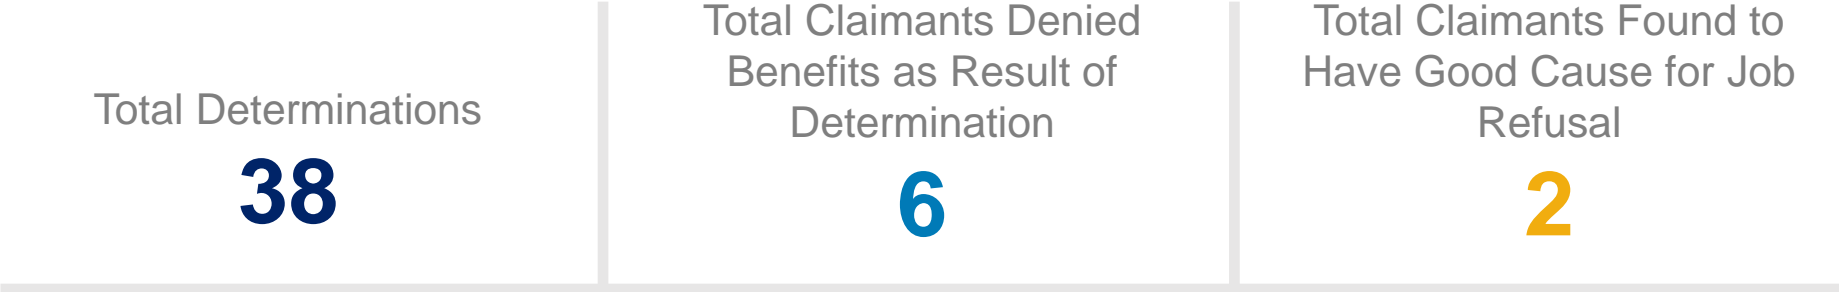 Total Determinations
38
Total Claimants Denied
Benefits as Result of
Determination
6
Total Claimants Found to
Have Good Cause for Job
Refusal
2